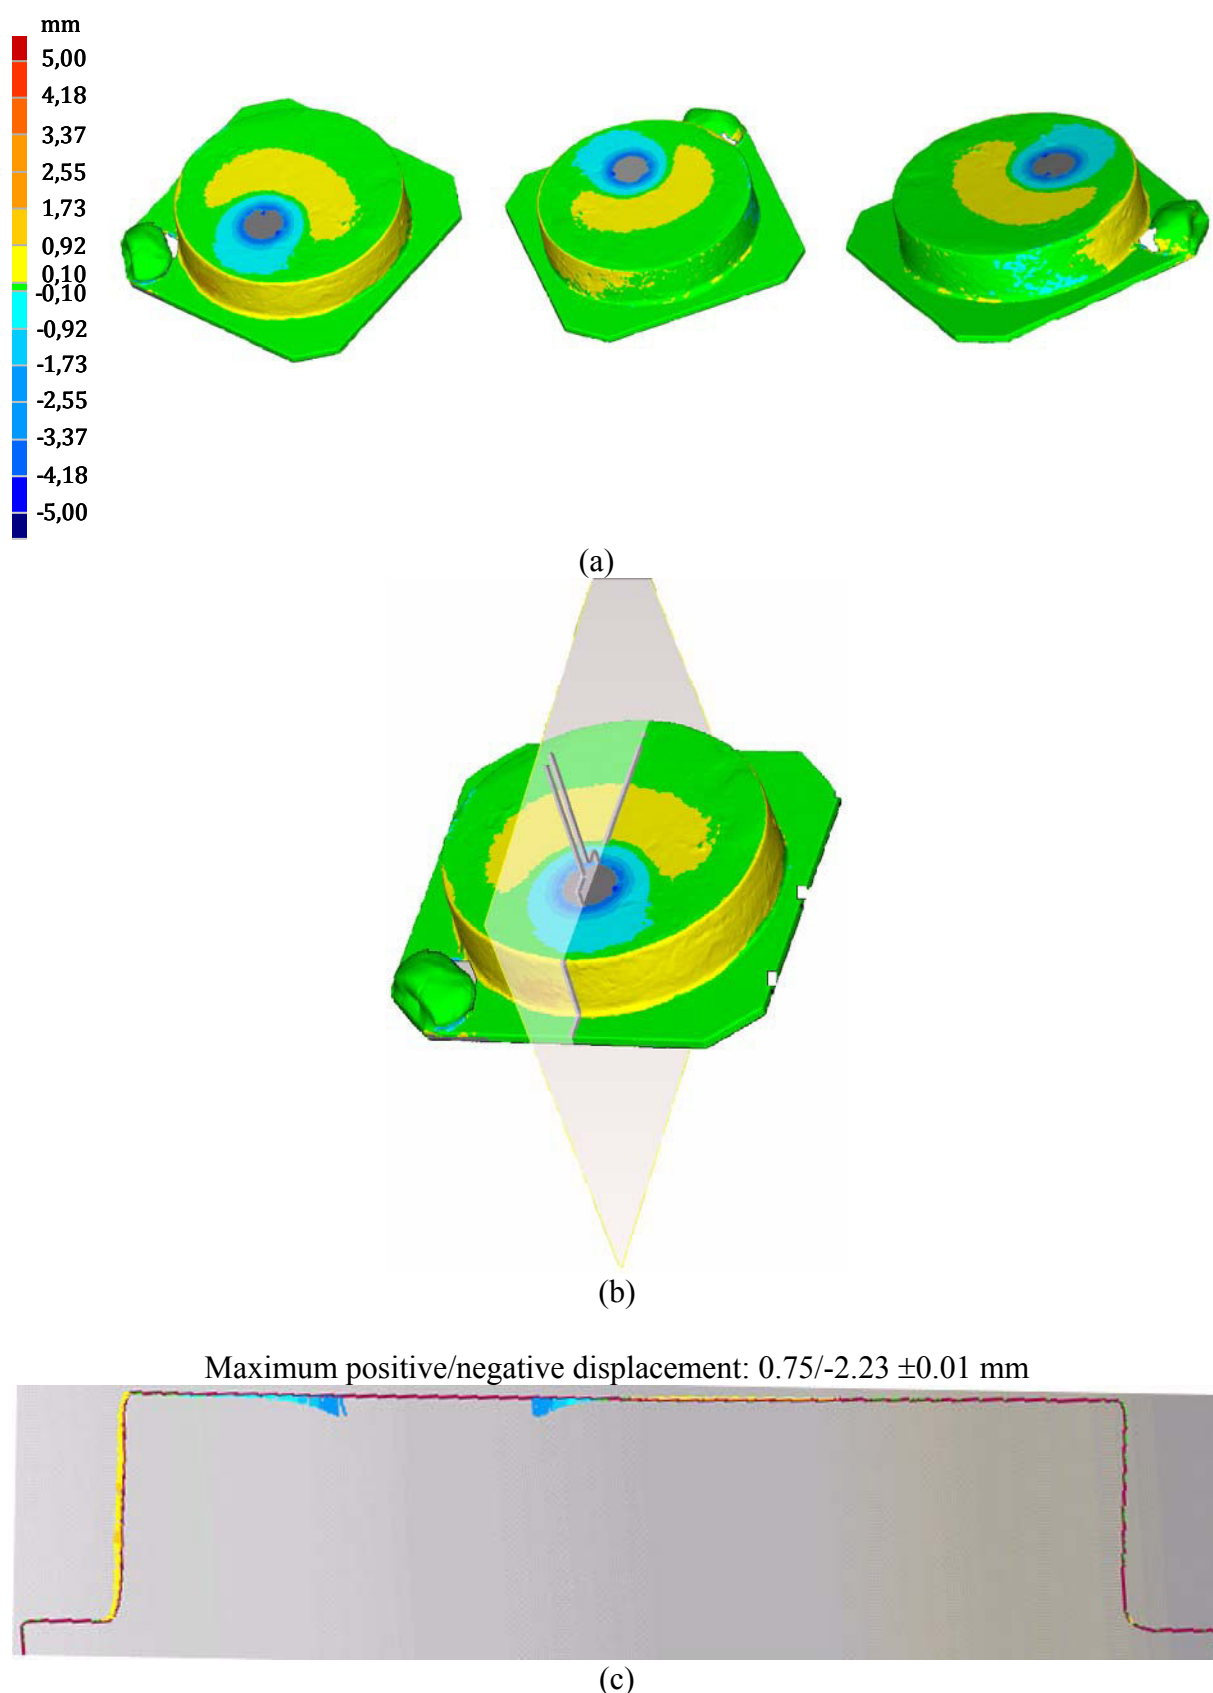 mm
5,00
4,18
3,37
2,55
1,73
0,92
0,10
-0,10
-0,92
-1,73
-2,55
-3,37
-4,18
-5,00
(a)
(b)
Maximum positive/negative displacement: 0.75/-2.23 ±0.01 mm
(c)